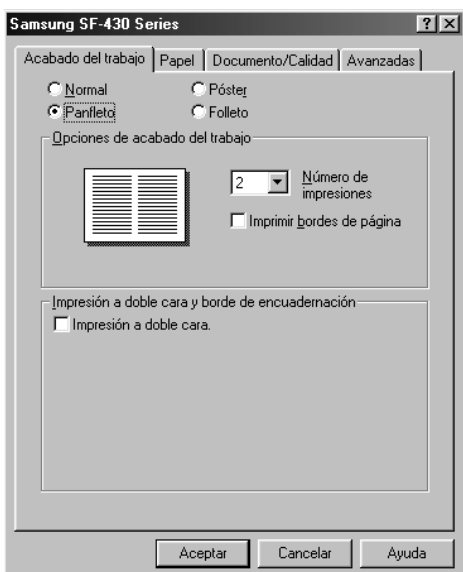 Samsung SF-430 Series
Acabado del trabajo Papel Documento/Calidad Avanzadas
Normal Póster
Panfleto Folleto
Opciones de acabado del trabajo
2 Número de
impresiones
Imprimir bordes de página
Impresión a doble cara y borde de encuadernación
Impresión a doble cara.
Aceptar Cancelar Ayuda